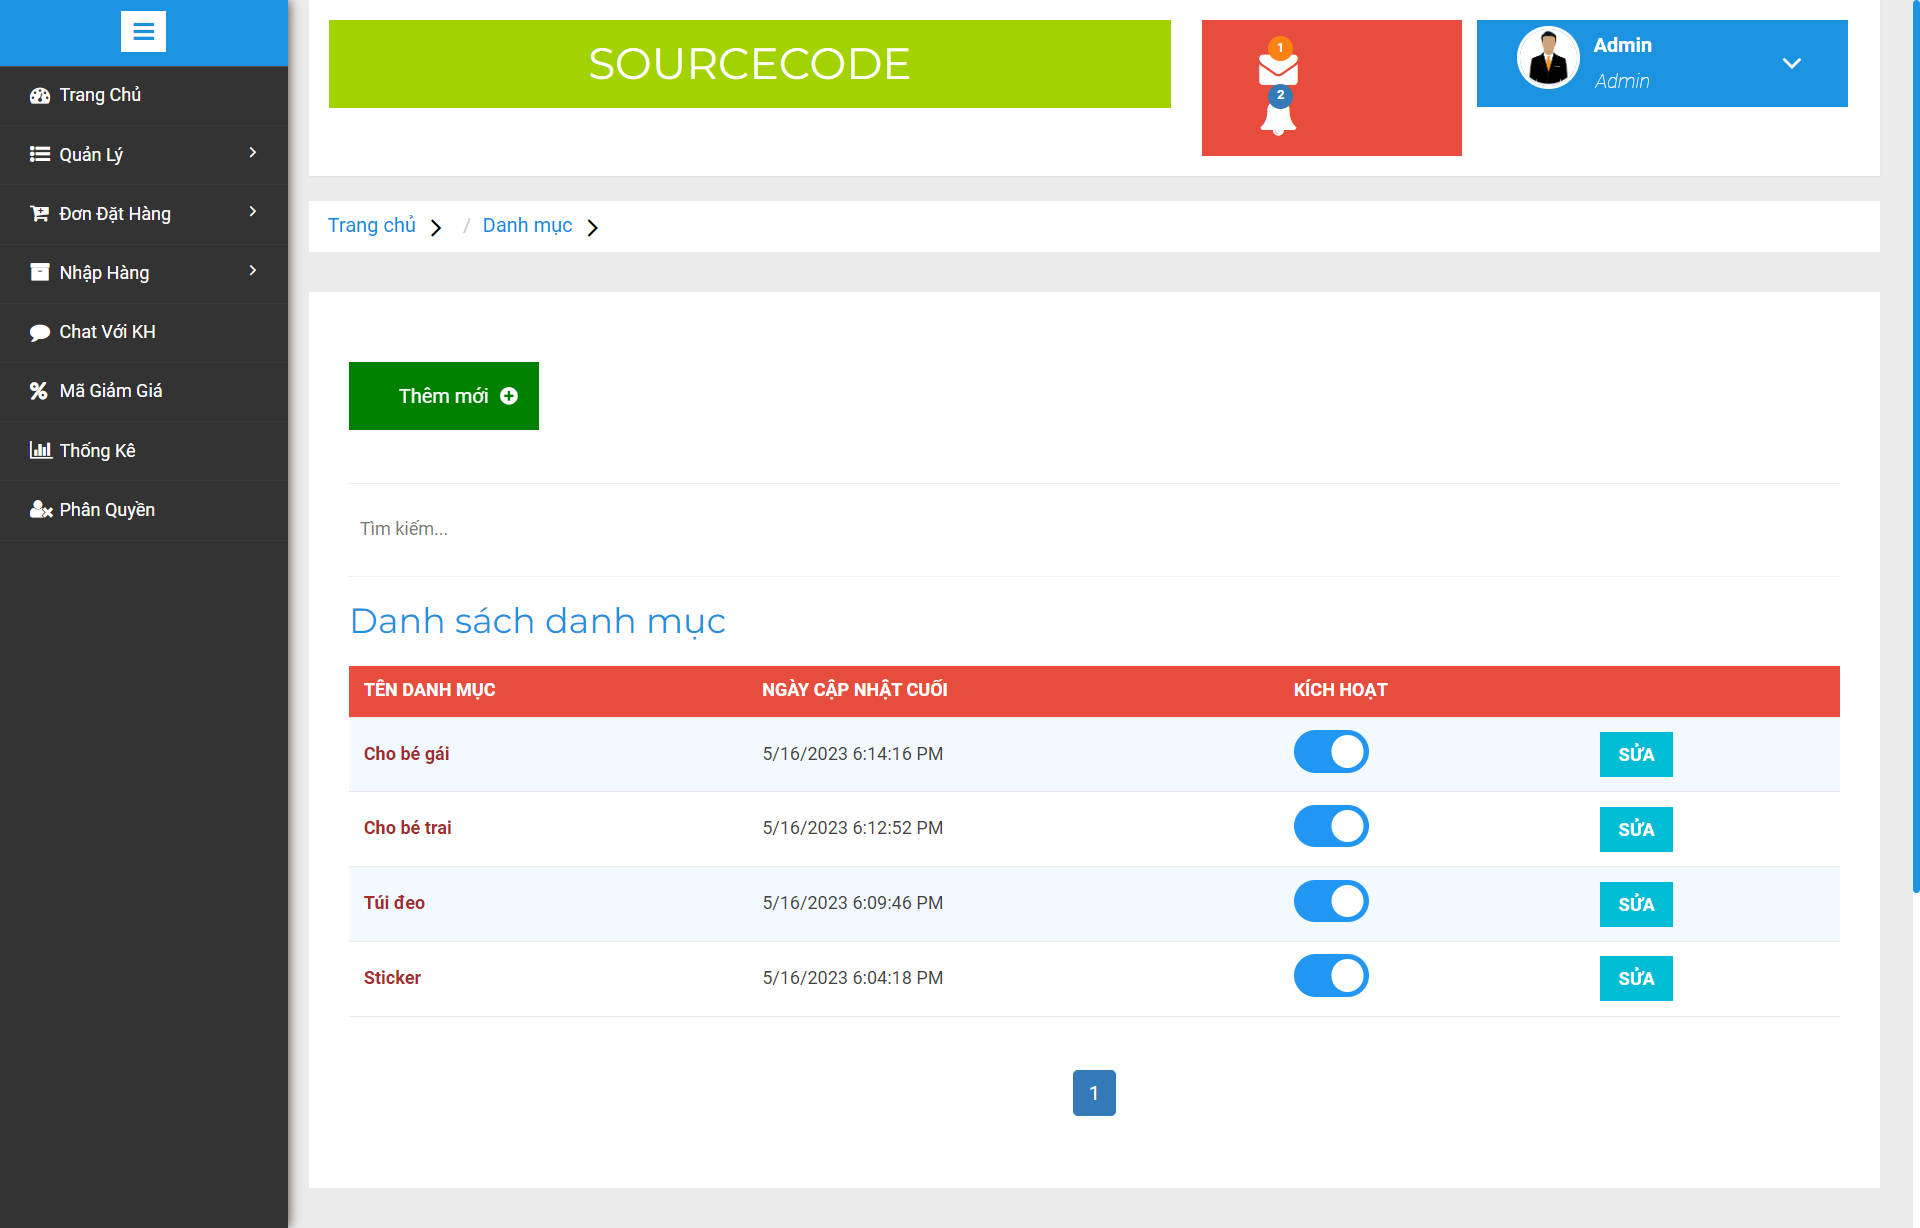 SOURCECODE
1
2
Admin
Admin
Trang Chủ
Quản Lý
Đơn Đặt Hàng
Nhập Hàng
Chat Với KH
Mã Giảm Giá
Thống Kê
Phân Quyền
Trang chủ / Danh mục
Thêm mới
Tìm kiếm...
Danh sách danh mục
TÊN DANH MỤC NGÀY CẬP NHẬT CUỐI KÍCH HOẠT
Cho bé gái 5/16/2023 6:14:16 PM SỬA
Cho bé trai 5/16/2023 6:12:52 PM SỬA
Túi đeo 5/16/2023 6:09:46 PM SỬA
Sticker 5/16/2023 6:04:18 PM SỬA
1